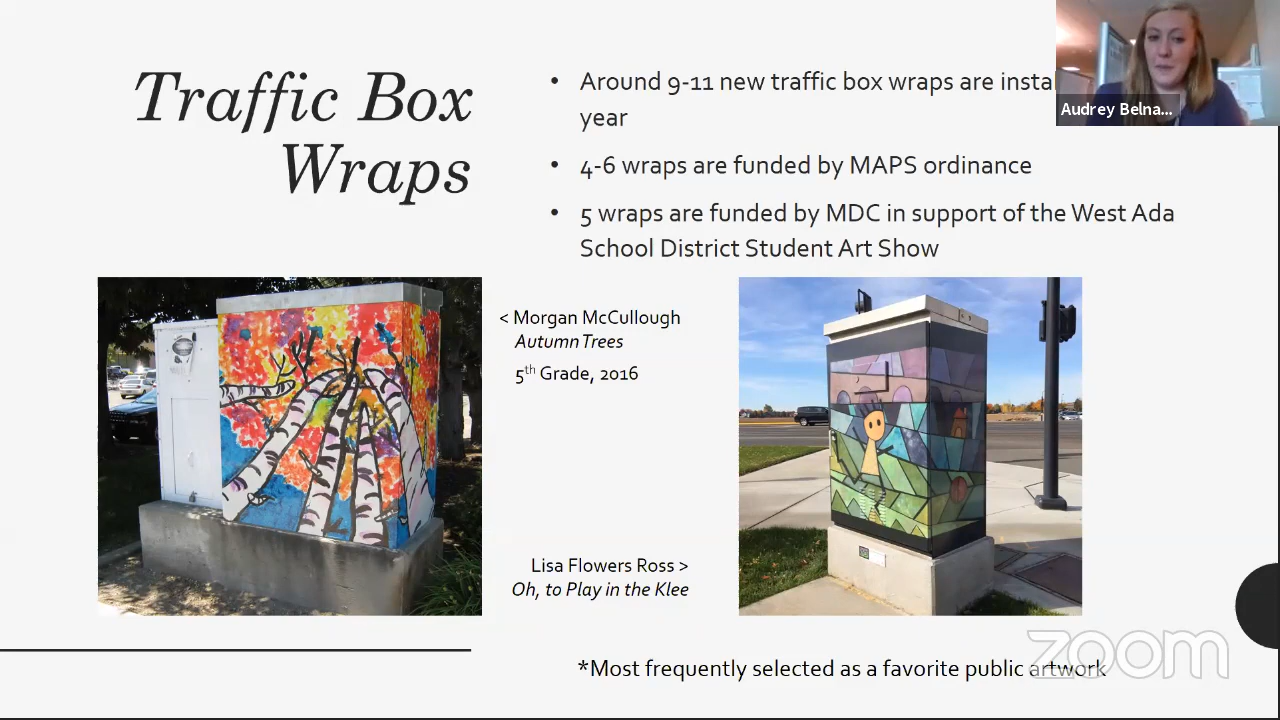 Traffic Box
Wraps
• Around 9-11 new traffic box wraps are
year
• 4-6 wraps are funded by MAPS ordinance
• 5 wraps are funded by MDC in support of the West Ada
School District Student Art Show
Audrey Belna...
< Morgan McCullough
Autumn Trees
5th Grade, 2016
Lisa Flowers Ross >
Oh, to Play in the Klee
*Most frequently selected as a favorite public artwork
zoom